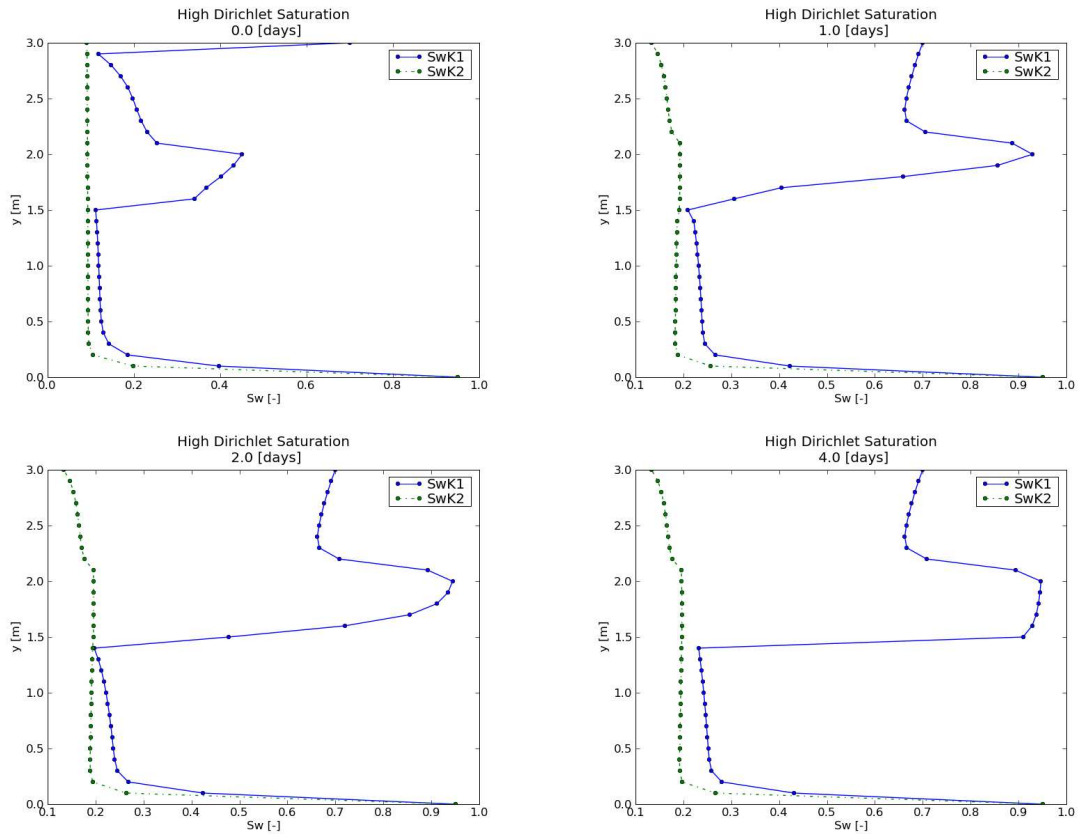 High Dirichlet Saturation
0.0 [days]
3.0
2.5
2.0
1.5
1.0
0.5
0.0
y [m]
SwK1
SwK2
0.0 0.2 0.4 0.6 0.8 1.0
Sw [-]
High Dirichlet Saturation
1.0 [days]
3.0
2.5
2.0
1.5
1.0
0.5
0.0
y [m]
SwK1
SwK2
0.1 0.2 0.3 0.4 0.5 0.6 0.7 0.8 0.9 1.0
Sw [-]
High Dirichlet Saturation
2.0 [days]
3.0
2.5
2.0
1.5
1.0
0.5
0.0
y [m]
SwK1
SwK2
0.1 0.2 0.3 0.4 0.5 0.6 0.7 0.8 0.9 1.0
Sw [-]
High Dirichlet Saturation
4.0 [days]
3.0
2.5
2.0
1.5
1.0
0.5
0.0
y [m]
SwK1
SwK2
0.1 0.2 0.3 0.4 0.5 0.6 0.7 0.8 0.9 1.0
Sw [-]